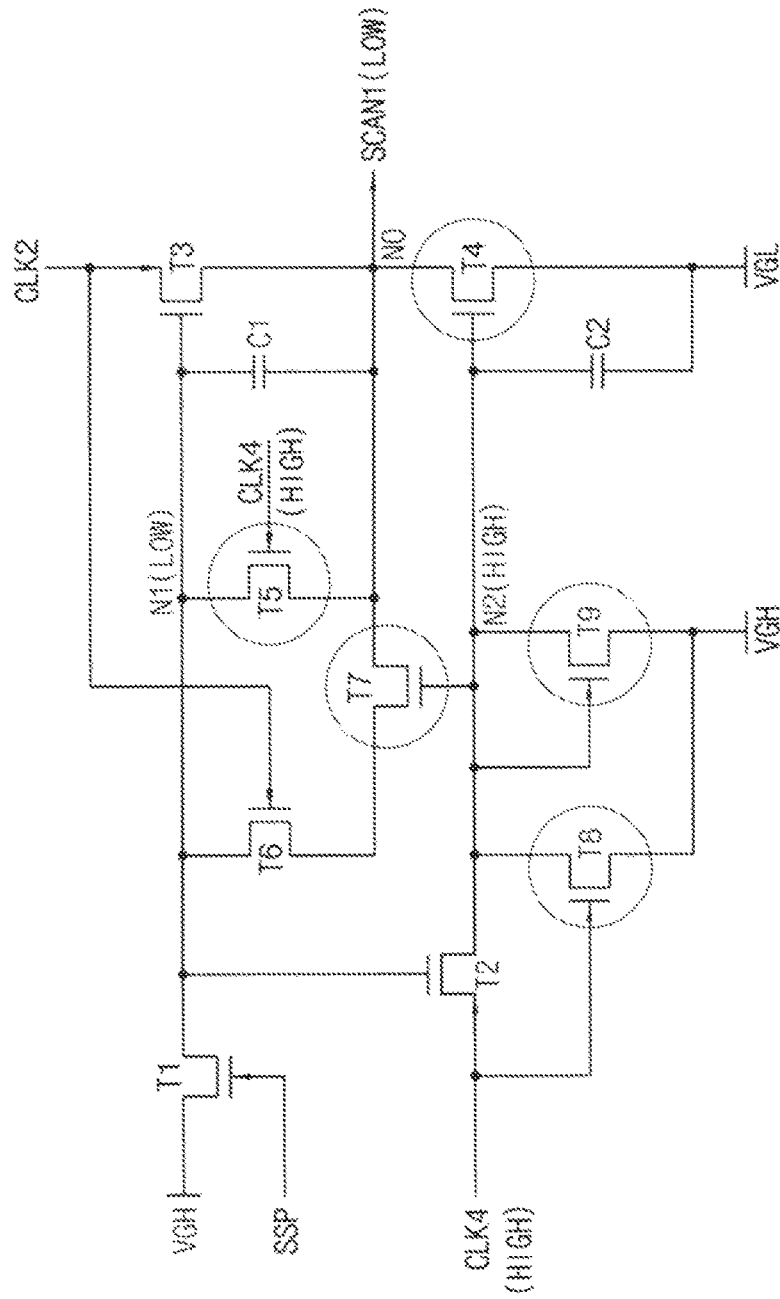 CLK2
T3
SCAN1(LOW)
N1(LOW)
C1
CLK4
(HIGH)
T5
NO
T6
T7
T4
T1
VGH
SSP
N2(HIGH)
C2
T2
T8
T9
CLK4
(HIGH)
VGH
VGL